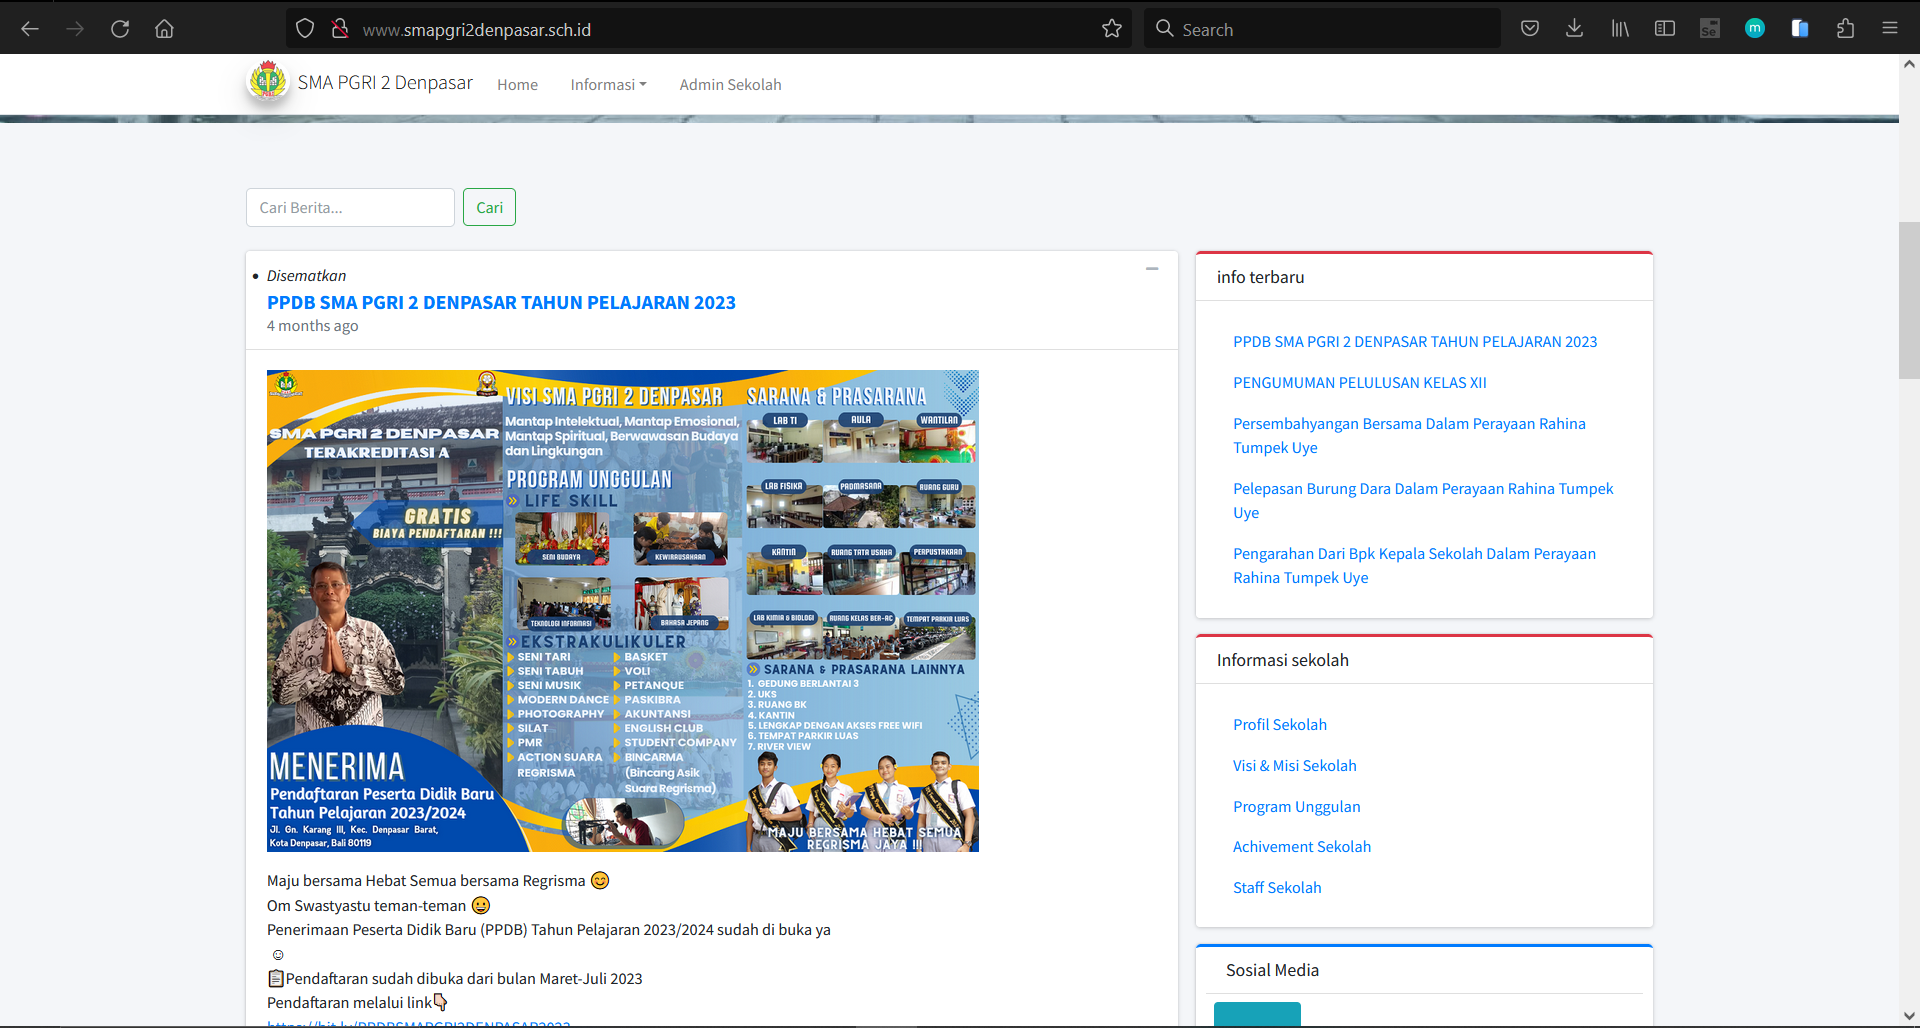 www.smapgri2denpasar.sch.id
Search
Se
m
SMA PGRI 2 Denpasar
Home
Informasi
Admin Sekolah
Cari Berita...
Cari
Disematkan
PPDB SMA PGRI 2 DENPASAR TAHUN PELAJARAN 2023
4 months ago
SMA PGRI 2 DENPASAR
TERAKREDITASI A
GRATIS
BIAYA PENDAFTARAN !!!
MENERIMA
Pendaftaran Peserta Didik Baru
Tahun Pelajaran 2023/2024
Jl. Gn. Karang III, Kec. Denpasar Barat,
Kota Denpasar, Bali 80119
VISI SMA PGRI 2 DENPASAR
Mantap Intelektual, Mantap Emosional,
Mantap Spiritual, Berwawasan Budaya
dan Lingkungan
PROGRAM UNGGULAN
LIFE SKILL
SENI BUDAYA
KEWIRAUSAHAAN
TEKNOLOGI INFORMASI
BAHASA JEPANG
EKSTRAKULIKULER
SENI TARI
SENI TABUH
SENI MUSIK
MODERN DANCE
PHOTOGRAPHY
SILAT
PMR
ACTION SUARA
REGRISMA
BASKET
VOLI
PETANQUE
PASKIBRA
AKUNTANSI
ENGLISH CLUB
STUDENT COMPANY
BINCARMA
(Bincang Asik
Suara Regrisma)
SARANA & PRASARANA
LAB TI
AULA
WANTILAN
LAB FISIKA
PADMASANA
RUANG GURU
KANTIN
RUANG TATA USAHA
PERPUSTAKAAN
LAB KIMIA & BIOLOGI
RUANG KELAS BER-AC
TEMPAT PARKIR LUAS
SARANA & PRASARANA LAINNYA
1. GEDUNG BERLANTAI 3
2. UKS
3. RUANG BK
4. KANTIN
5. LENGKAP DENGAN AKSES FREE WIFI
6. TEMPAT PARKIR LUAS
7. RIVER VIEW
"MAJU BERSAMA HEBAT SEMUA
REGRISMA JAYA !!!
Maju bersama Hebat Semua bersama Regrisma 😊
Om Swastyastu teman-teman 😀
Penerimaan Peserta Didik Baru (PPDB) Tahun Pelajaran 2023/2024 sudah di buka ya
☺
📋Pendaftaran sudah dibuka dari bulan Maret-Juli 2023
Pendaftaran melalui link👇🏻
https://bit.ly/PPDBSMAPGRI2DENPASAR2023
info terbaru
PPDB SMA PGRI 2 DENPASAR TAHUN PELAJARAN 2023
PENGUMUMAN PELULUSAN KELAS XII
Persembahyangan Bersama Dalam Perayaan Rahina
Tumpek Uye
Pelepasan Burung Dara Dalam Perayaan Rahina Tumpek
Uye
Pengarahan Dari Bpk Kepala Sekolah Dalam Perayaan
Rahina Tumpek Uye
Informasi sekolah
Profil Sekolah
Visi & Misi Sekolah
Program Unggulan
Achivement Sekolah
Staff Sekolah
Sosial Media